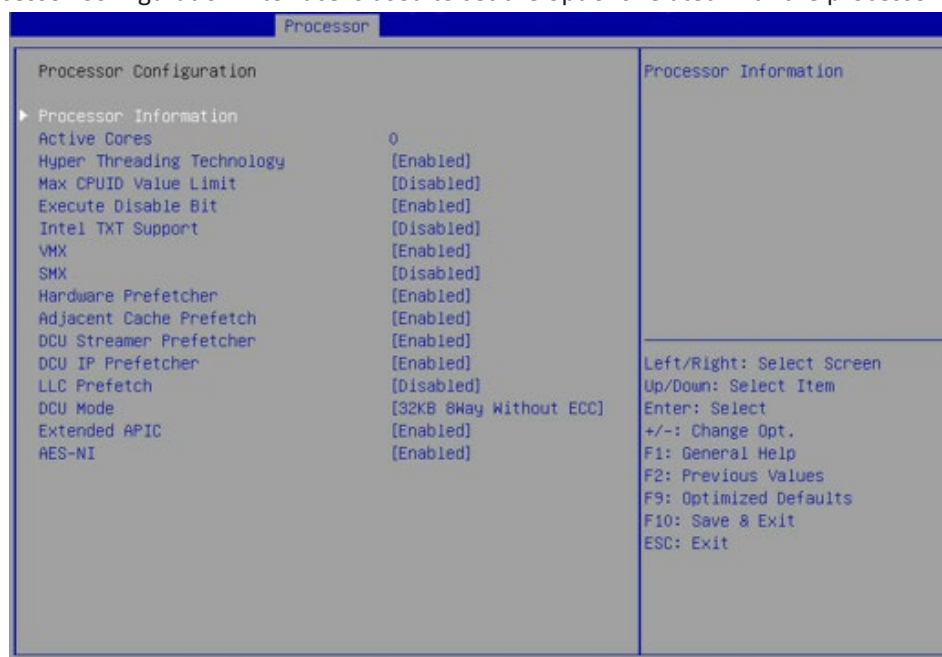 Processor
Processor Configuration
Processor Information
Active Cores 0
Hyper Threading Technology [Enabled]
Max CPUID Value Limit [Disabled]
Execute Disable Bit [Enabled]
Intel TXT Support [Disabled]
VMX [Enabled]
SMX [Disabled]
Hardware Prefetcher [Enabled]
Adjacent Cache Prefetch [Enabled]
DCU Streamer Prefetcher [Enabled]
DCU IP Prefetcher [Enabled]
LLC Prefetch [Disabled]
DCU Mode [32KB 8Way Without ECC]
Extended APIC [Enabled]
AES-NI [Enabled]
Processor Information
Left/Right: Select Screen
Up/Down: Select Item
Enter: Select
+/-: Change Opt.
F1: General Help
F2: Previous Values
F9: Optimized Defaults
F10: Save & Exit
ESC: Exit